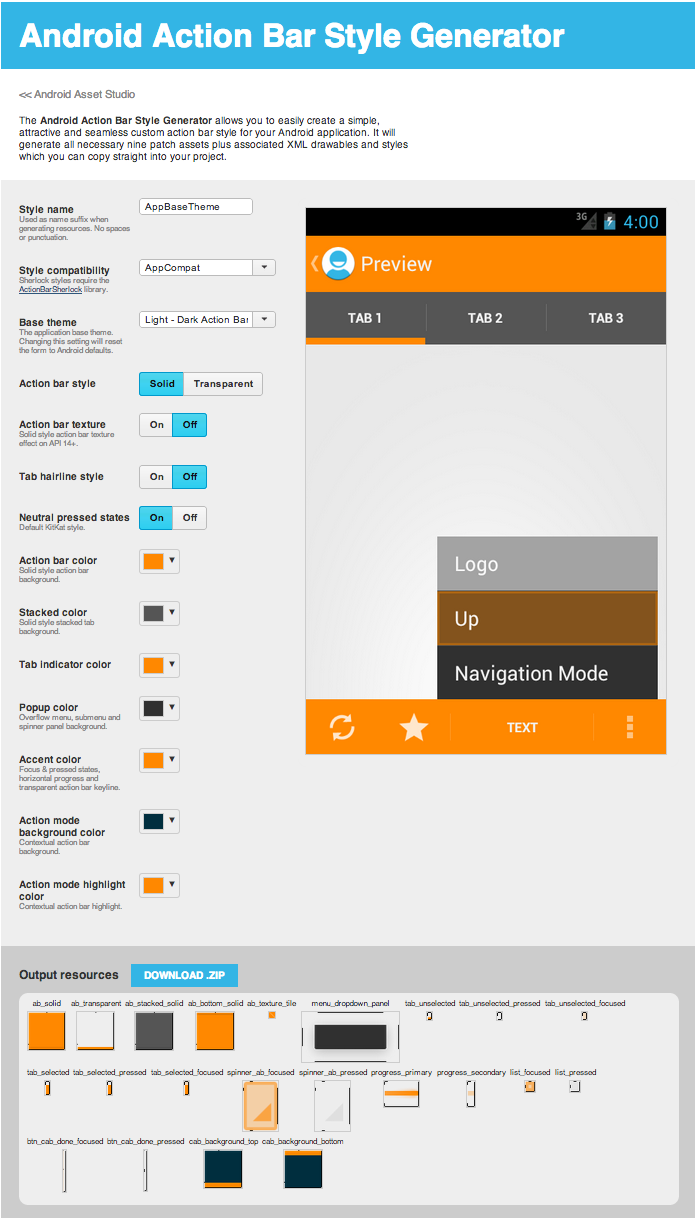 Android Action Bar Style Generator
<< Android Asset Studio
The Android Action Bar Style Generator allows you to easily create a simple,
attractive and seamless custom action bar style for your Android application. It will
generate all necessary nine patch assets plus associated XML drawables and styles
which you can copy straight into your project.
Style name
Used as name suffix when
generating resources. No spaces
or punctuation.
AppBaseTheme
Style compatibility
Sherlock styles require the
ActionBarSherlock library.
AppCompat
Base theme
The application base theme.
Changing this setting will reset
the form to Android defaults.
Light - Dark Action Bar
Action bar style
Solid Transparent
Action bar texture
Solid style action bar texture
effect on API 14+.
On Off
Tab hairline style
On Off
Neutral pressed states
Default KitKat style.
On Off
Action bar color
Solid style action bar
background.
Stacked color
Solid style stacked tab
background.
Tab indicator color
Popup color
Overflow menu, submenu and
spinner panel background.
Accent color
Focus & pressed states,
horizontal progress and
transparent action bar keyline.
Action mode
background color
Contextual action bar
background.
Action mode highlight
color
Contextual action bar highlight.
3G 4:00
Preview
TAB 1 TAB 2 TAB 3
Logo
Up
Navigation Mode
TEXT
Output resources DOWNLOAD .ZIP
ab_solid ab_transparent ab_stacked_solid ab_bottom_solid ab_texture_tile menu_dropdown_panel tab_unselected tab_unselected_pressed tab_unselected_focused
tab_selected tab_selected_pressed tab_selected_focused spinner_ab_focused spinner_ab_pressed progress_primary progress_secondary list_focused list_pressed
btn_cab_done_focused btn_cab_done_pressed cab_background_top cab_background_bottom